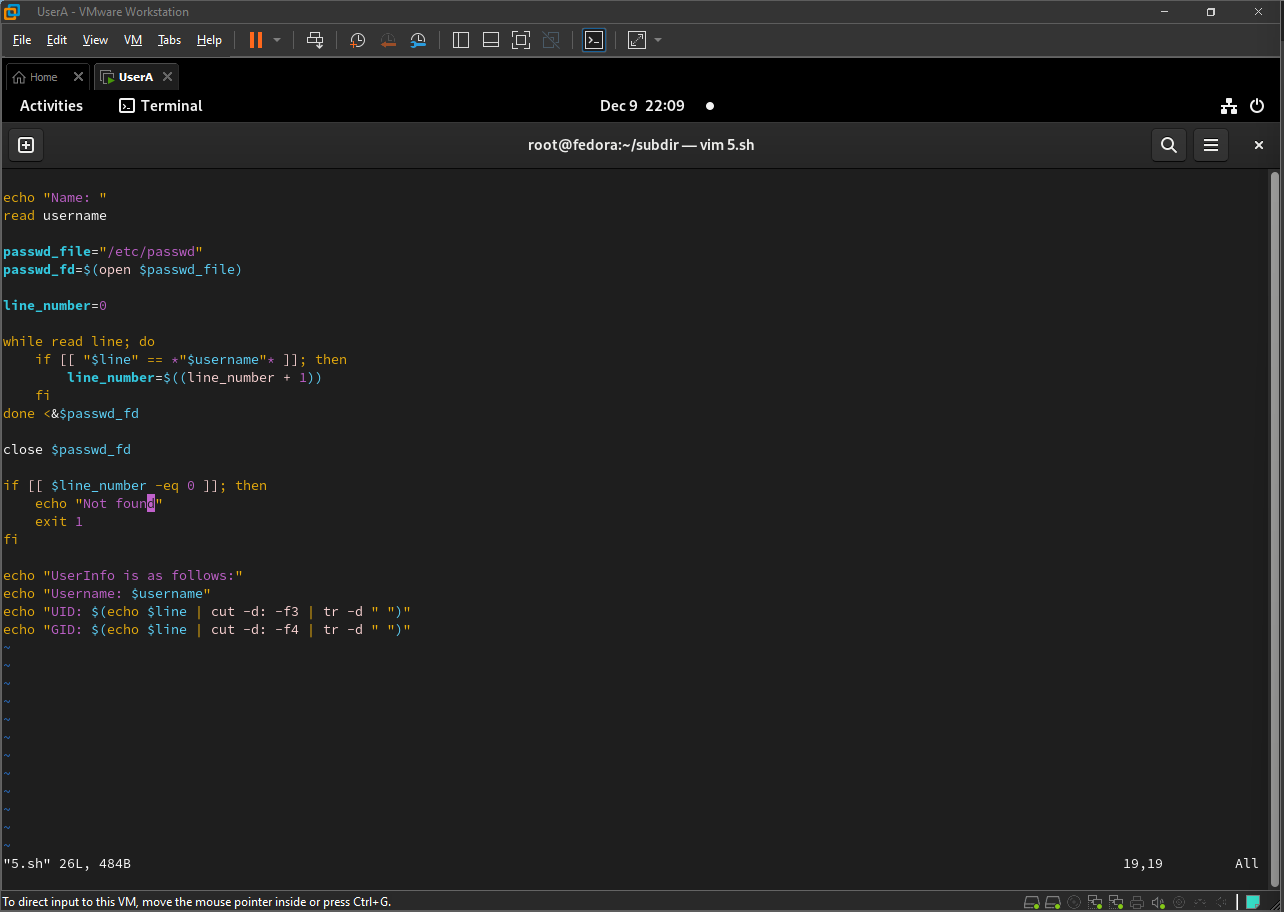 UserA - VMware Workstation
File Edit View VM Tabs Help
Home UserA
Activities Terminal Dec 9 22:09
root@fedora:~/subdir — vim 5.sh
echo "Name: "
read username
passwd_file="/etc/passwd"
passwd_fd=$(open $passwd_file)
line_number=0
while read line; do
    if [[ "$line" == *"$username"* ]]; then
        line_number=$((line_number + 1))
    fi
done <&$passwd_fd
close $passwd_fd
if [[ $line_number -eq 0 ]]; then
    echo "Not found"
    exit 1
fi
echo "UserInfo is as follows:"
echo "Username: $username"
echo "UID: $(echo $line | cut -d: -f3 | tr -d " ")"
echo "GID: $(echo $line | cut -d: -f4 | tr -d " ")"
~
~
~
~
~
~
~
~
~
~
~
~
"5.sh" 26L, 484B 19,19 All
To direct input to this VM, move the mouse pointer inside or press Ctrl+G.